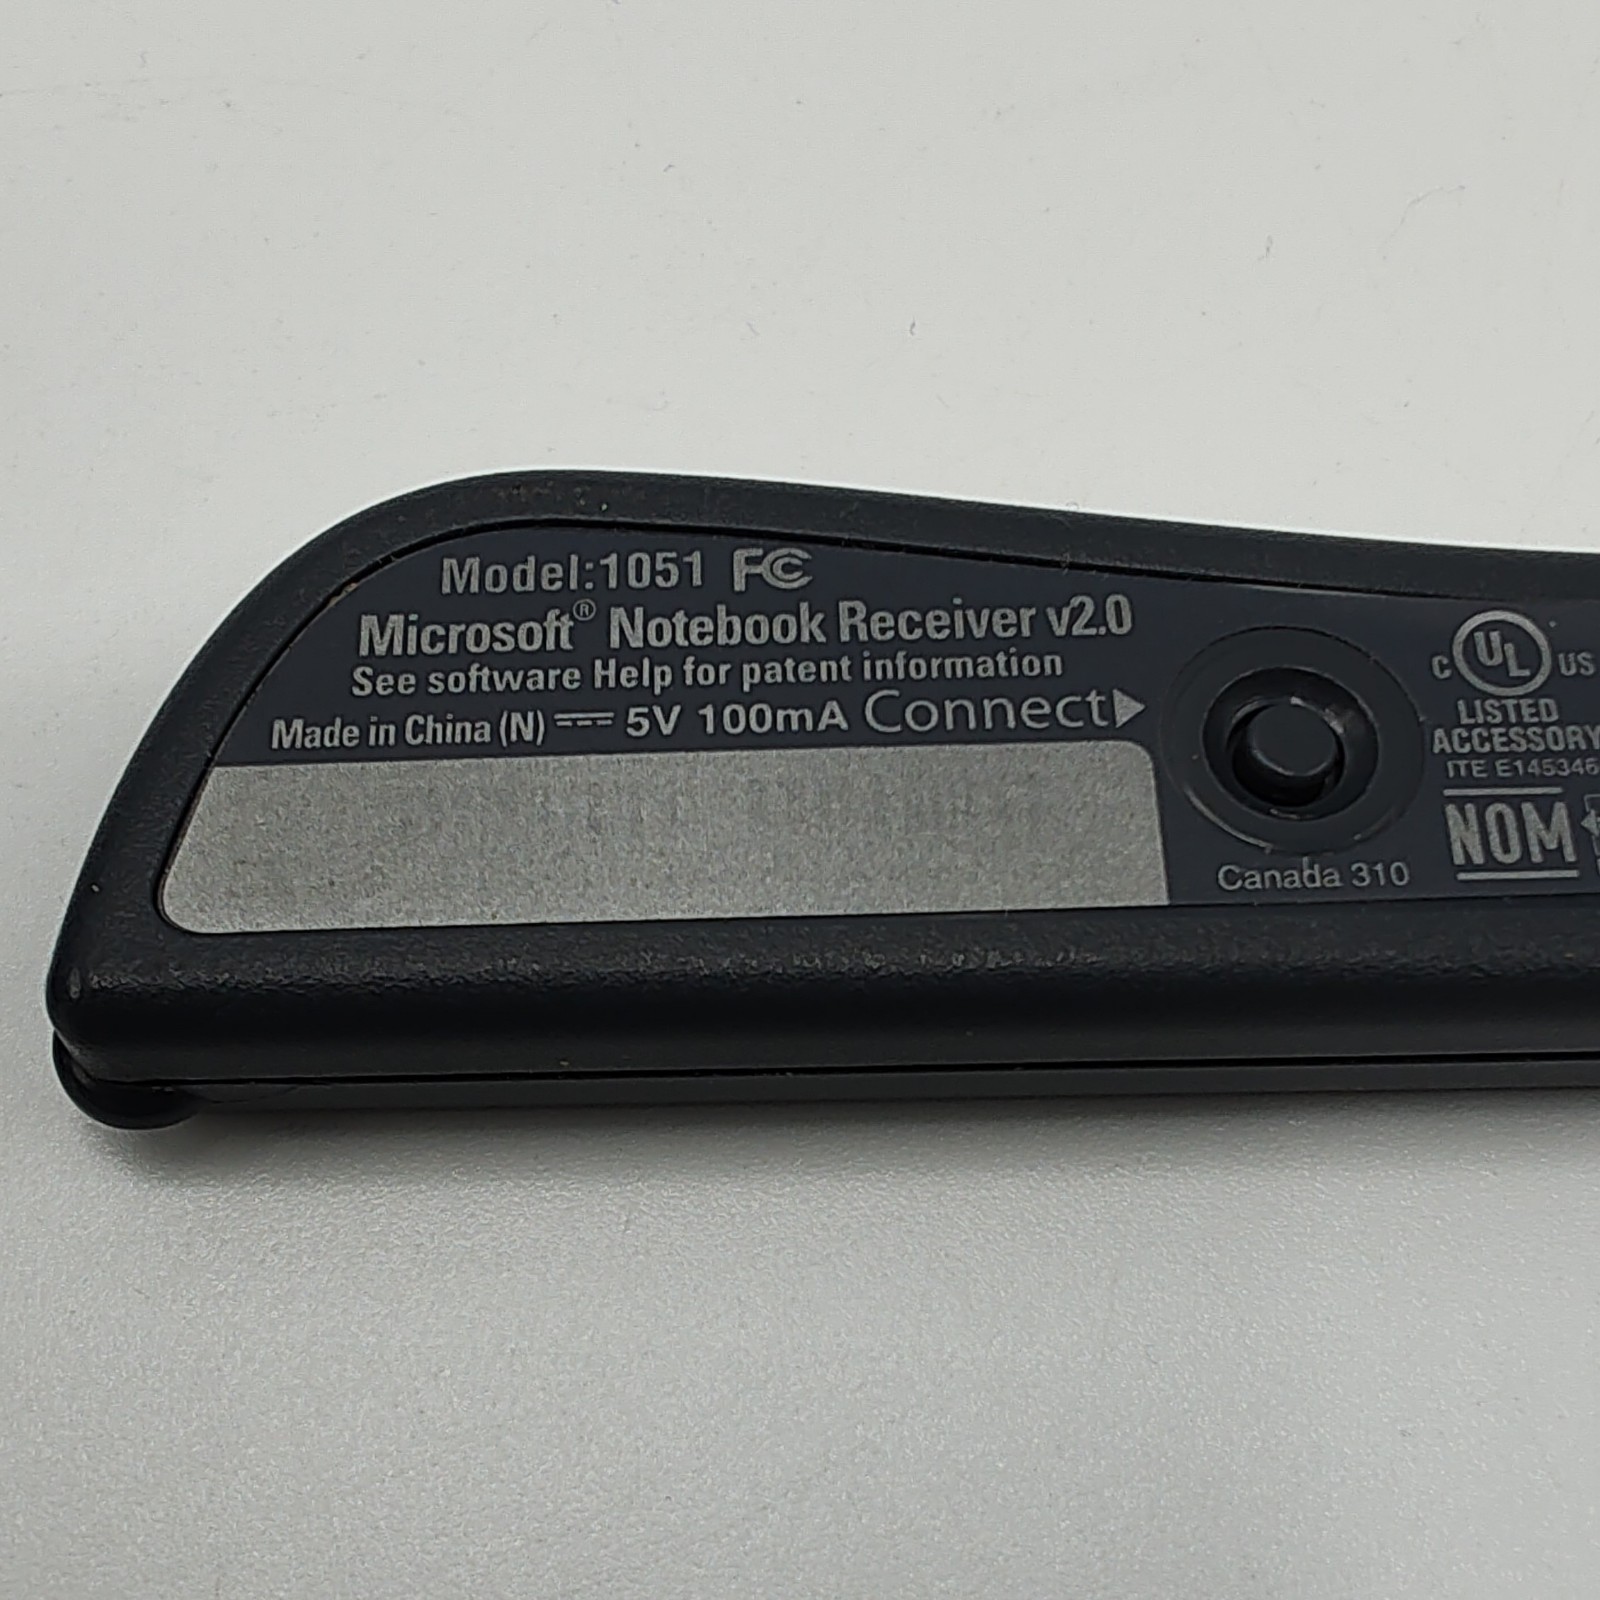 Model:1051 FC
Microsoft® Notebook Receiver v2.0
See software Help for patent information
Made in China (N) 5V 100mA Connect▶
C UL US
LISTED
ACCESSORY
ITE E145346
NOM
Canada 310